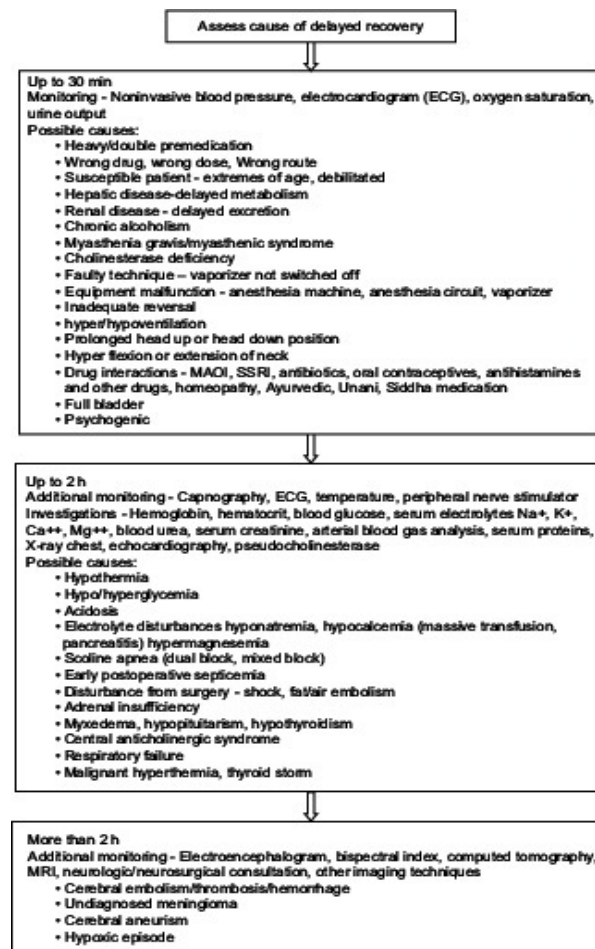 Assess cause of delayed recovery
Up to 30 min
Monitoring - Noninvasive blood pressure, electrocardiogram (ECG), oxygen saturation,
urine output
Possible causes:
• Heavy/double premedication
• Wrong drug, wrong dose, Wrong route
• Susceptible patient - extremes of age, debilitated
• Hepatic disease-delayed metabolism
• Renal disease - delayed excretion
• Chronic alcoholism
• Myasthenia gravis/myasthenic syndrome
• Cholinesterase deficiency
• Faulty technique – vaporizer not switched off
• Equipment malfunction - anesthesia machine, anesthesia circuit, vaporizer
• Inadequate reversal
• hyper/hypoventilation
• Prolonged head up or head down position
• Hyper flexion or extension of neck
• Drug interactions - MAOI, SSRI, antibiotics, oral contraceptives, antihistamines
and other drugs, homeopathy, Ayurvedic, Unani, Siddha medication
• Full bladder
• Psychogenic
Up to 2 h
Additional monitoring - Capnography, ECG, temperature, peripheral nerve stimulator
Investigations - Hemoglobin, hematocrit, blood glucose, serum electrolytes Na+, K+,
Ca++, Mg++, blood urea, serum creatinine, arterial blood gas analysis, serum proteins,
X-ray chest, echocardiography, pseudocholinesterase
Possible causes:
• Hypothermia
• Hypo/hyperglycemia
• Acidosis
• Electrolyte disturbances hyponatremia, hypocalcemia (massive transfusion,
pancreatitis) hypermagnesemia
• Scoline apnea (dual block, mixed block)
• Early postoperative septicemia
• Disturbance from surgery - shock, fat/air embolism
• Adrenal insufficiency
• Myxedema, hypopituitarism, hypothyroidism
• Central anticholinergic syndrome
• Respiratory failure
• Malignant hyperthermia, thyroid storm
More than 2 h
Additional monitoring - Electroencephalogram, bispectral index, computed tomography,
MRI, neurologic/neurosurgical consultation, other imaging techniques
• Cerebral embolism/thrombosis/hemorrhage
• Undiagnosed meningioma
• Cerebral aneurism
• Hypoxic episode